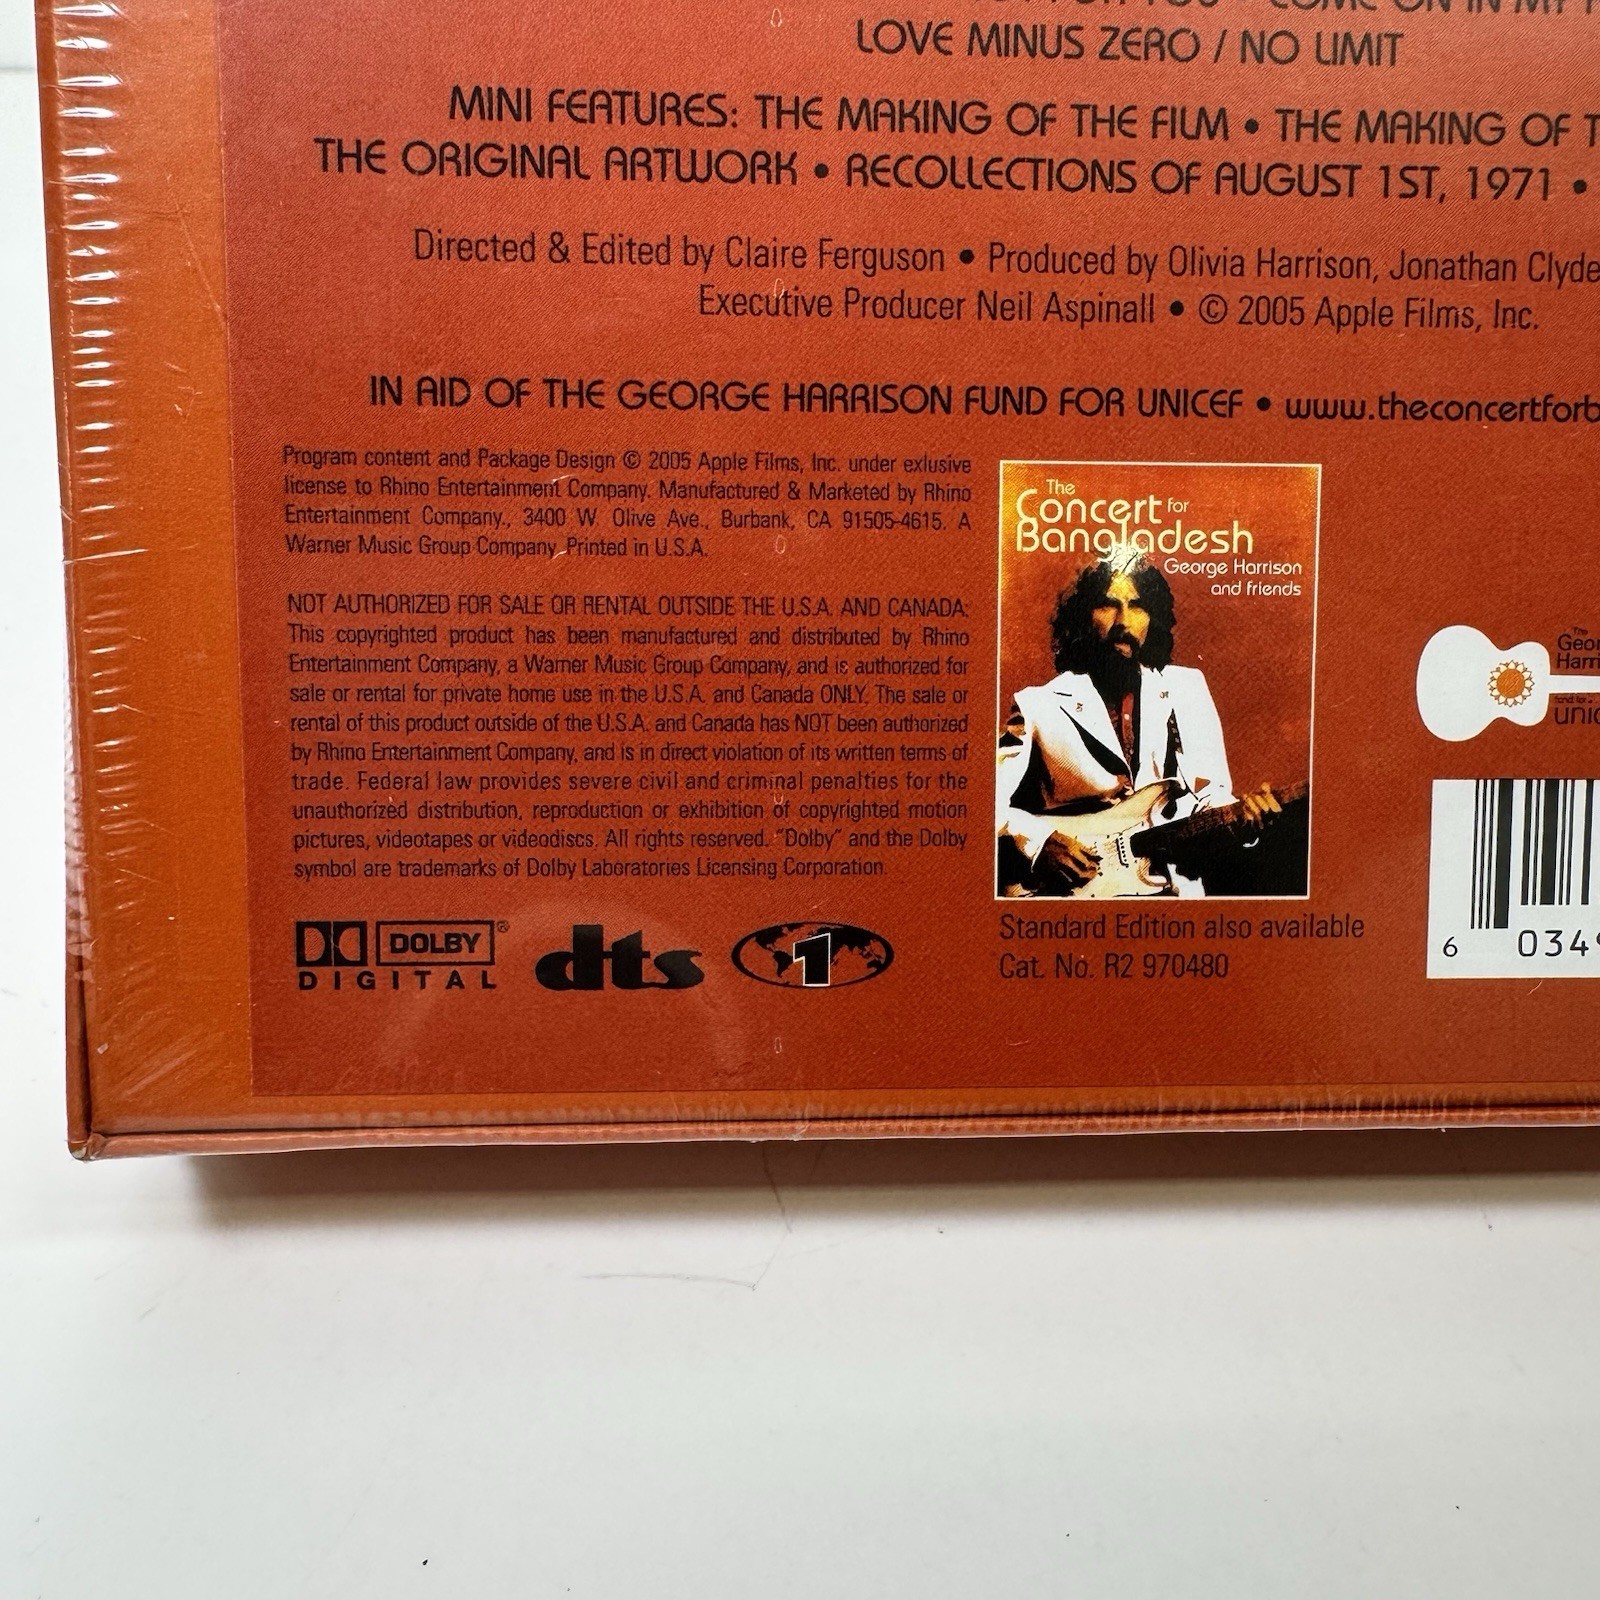 LOVE MINUS ZERO / NO LIMIT
MINI FEATURES: THE MAKING OF THE FILM • THE MAKING OF
THE ORIGINAL ARTWORK • RECOLLECTIONS OF AUGUST 1ST, 1971 •
Directed & Edited by Claire Ferguson • Produced by Olivia Harrison, Jonathan Clyde
Executive Producer Neil Aspinall • © 2005 Apple Films, Inc.
IN AID OF THE GEORGE HARRISON FUND FOR UNICEF • www.theconcertforb
Program content and Package Design © 2005 Apple Films, Inc. under exlusive
license to Rhino Entertainment Company. Manufactured & Marketed by Rhino
Entertainment Company., 3400 W. Olive Ave., Burbank, CA 91505-4615. A
Warner Music Group Company. Printed in U.S.A.
NOT AUTHORIZED FOR SALE OR RENTAL OUTSIDE THE U.S.A. AND CANADA:
This copyrighted product has been manufactured and distributed by Rhino
Entertainment Company, a Warner Music Group Company, and is authorized for
sale or rental for private home use in the U.S.A. and Canada ONLY. The sale or
rental of this product outside of the U.S.A. and Canada has NOT been authorized
by Rhino Entertainment Company, and is in direct violation of its written terms of
trade. Federal law provides severe civil and criminal penalties for the
unauthorized distribution, reproduction or exhibition of copyrighted motion
pictures, videotapes or videodiscs. All rights reserved. "Dolby" and the Dolby
symbol are trademarks of Dolby Laboratories Licensing Corporation.
DOLBY®
DIGITAL
dts
1
The
Concert for
Bangladesh
George Harrison
and friends
Standard Edition also available
Cat. No. R2 970480
The
Geor
Harri
unic
6 0349